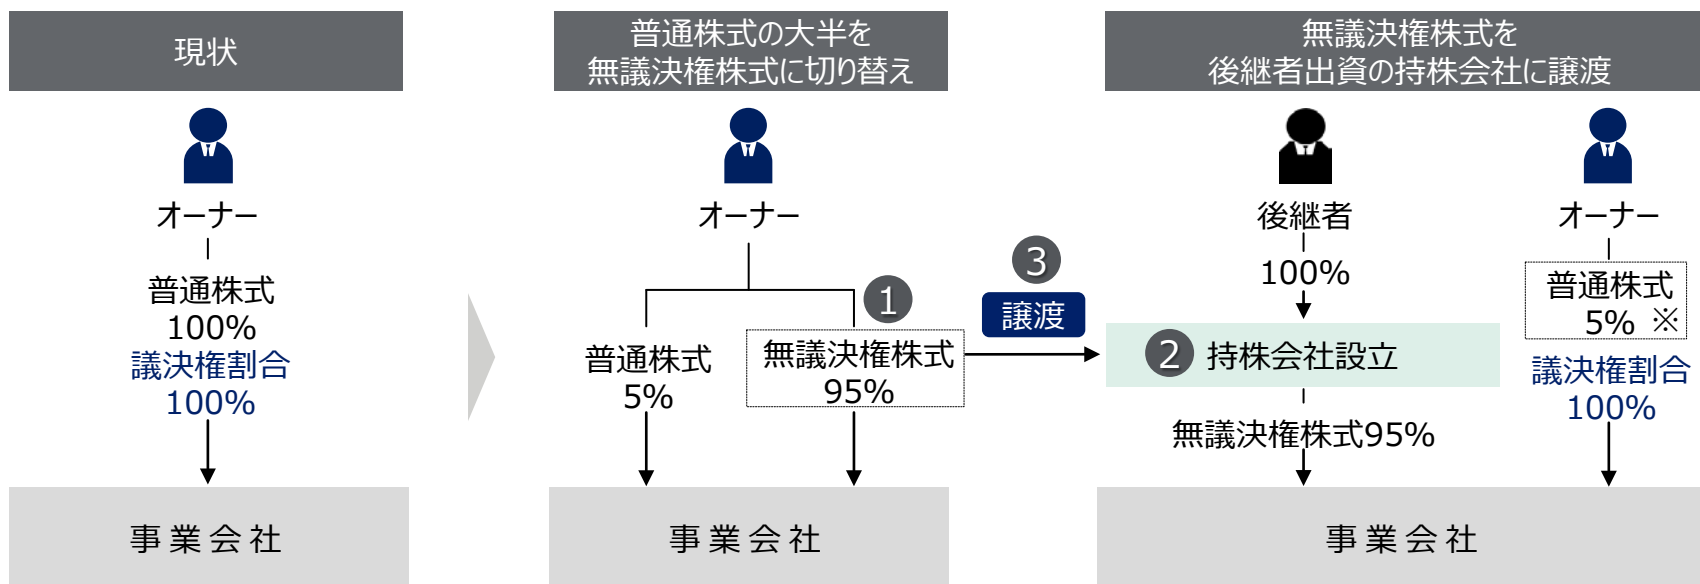 現状
オーナー
普通株式
100%
議決権割合
100%
事業会社
普通株式の大半を
無議決権株式に切り替え
オーナー
1
普通株式
5%
無議決権株式
95%
事業会社
3
譲渡
無議決権株式を
後継者出資の持株会社に譲渡
後継者
100%
2 持株会社設立
無議決権株式95%
オーナー
普通株式
5% ※
議決権割合
100%
事業会社